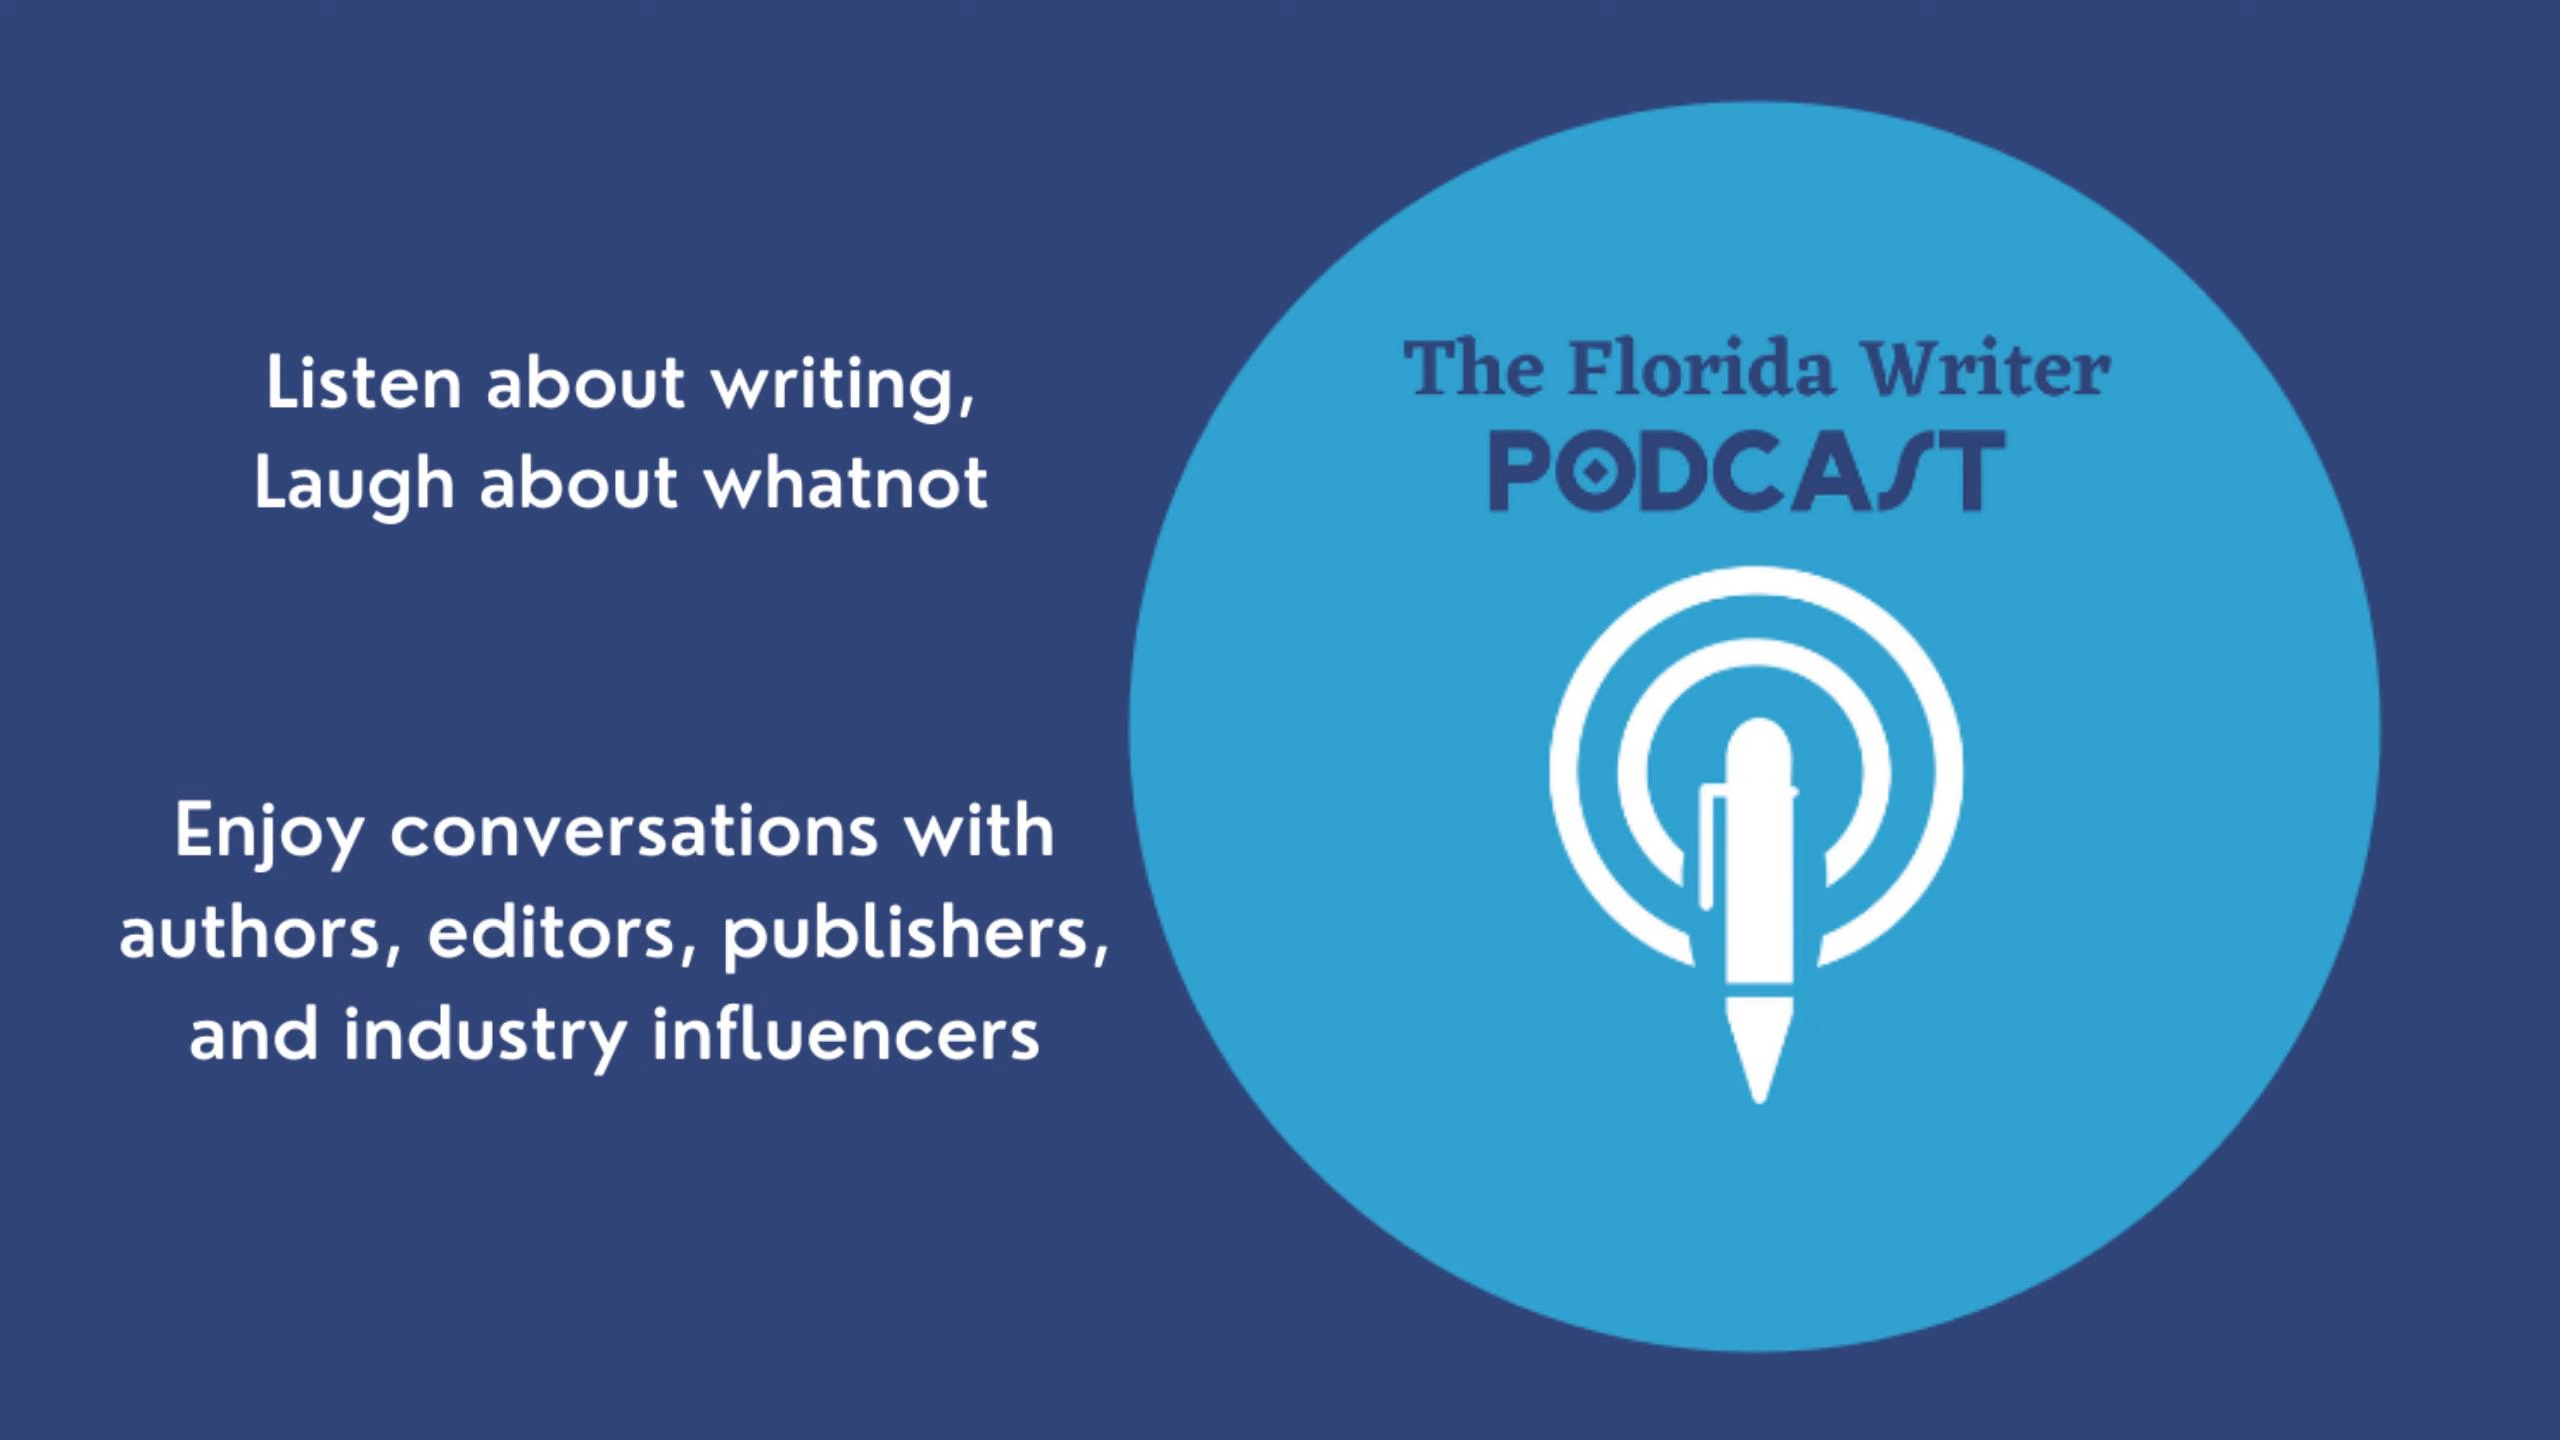 Listen about writing,
Laugh about whatnot
Enjoy conversations with
authors, editors, publishers,
and industry influencers
The Florida Writer
PODCAST